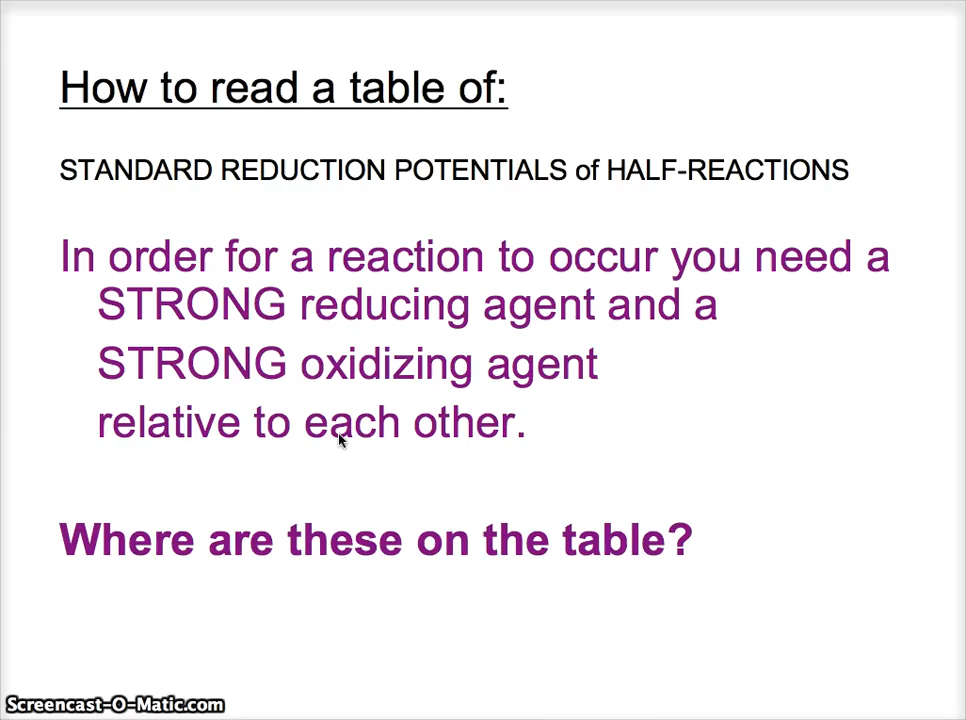 How to read a table of:
STANDARD REDUCTION POTENTIALS of HALF-REACTIONS
In order for a reaction to occur you need a
STRONG reducing agent and a
STRONG oxidizing agent
relative to each other.
Where are these on the table?
Screencast-O-Matic.com